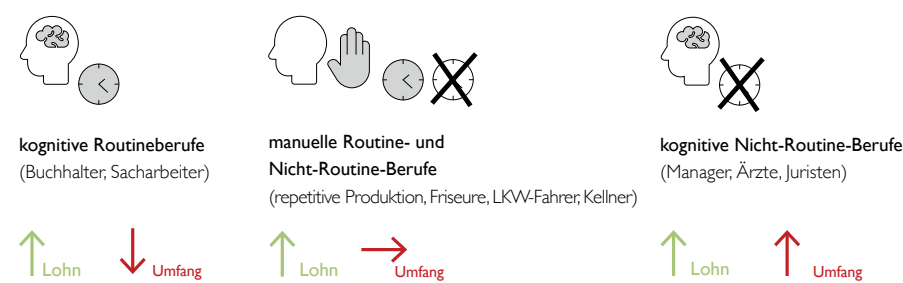 kognitive Routineberufe
(Buchhalter, Sacharbeiter)
Lohn
Umfang
manuelle Routine- und
Nicht-Routine-Berufe
(repetitive Produktion, Friseure, LKW-Fahrer, Kellner)
Lohn
Umfang
kognitive Nicht-Routine-Berufe
(Manager, Ärzte, Juristen)
Lohn
Umfang